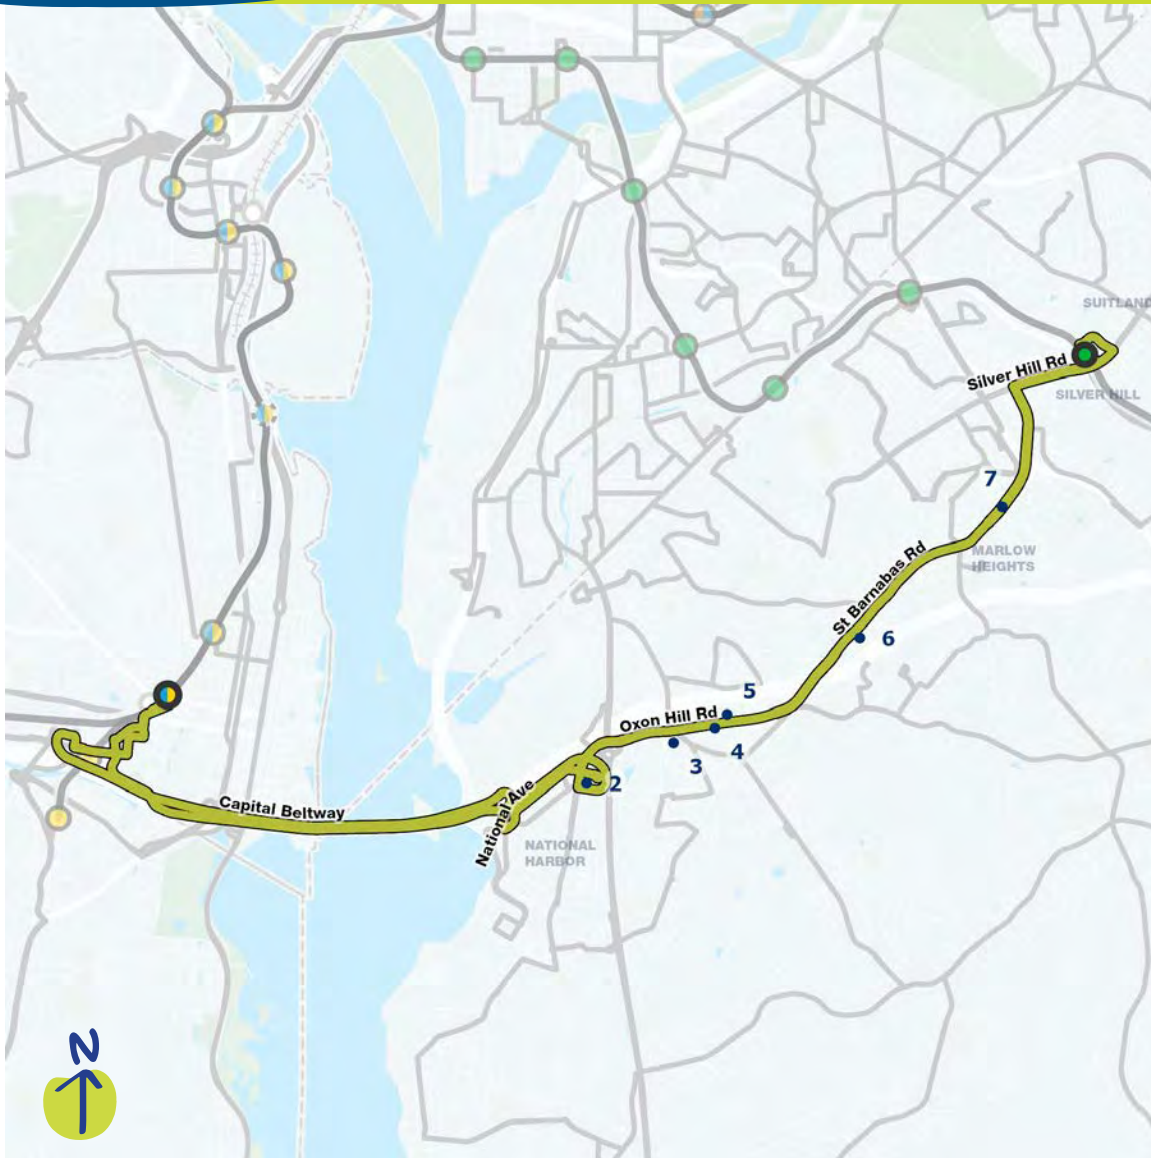 SUITLAND
Silver Hill Rd
SILVER HILL
7
MARLOW
HEIGHTS
St Barnabas Rd
6
5
Oxon Hill Rd
4
3
2
Capital Beltway
National Ave
NATIONAL
HARBOR
N